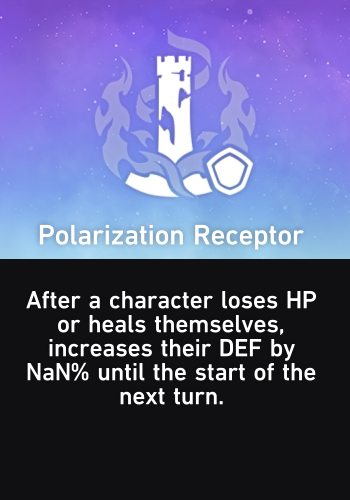 Polarization Receptor
After a character loses HP
or heals themselves,
increases their DEF by
NaN% until the start of the
next turn.